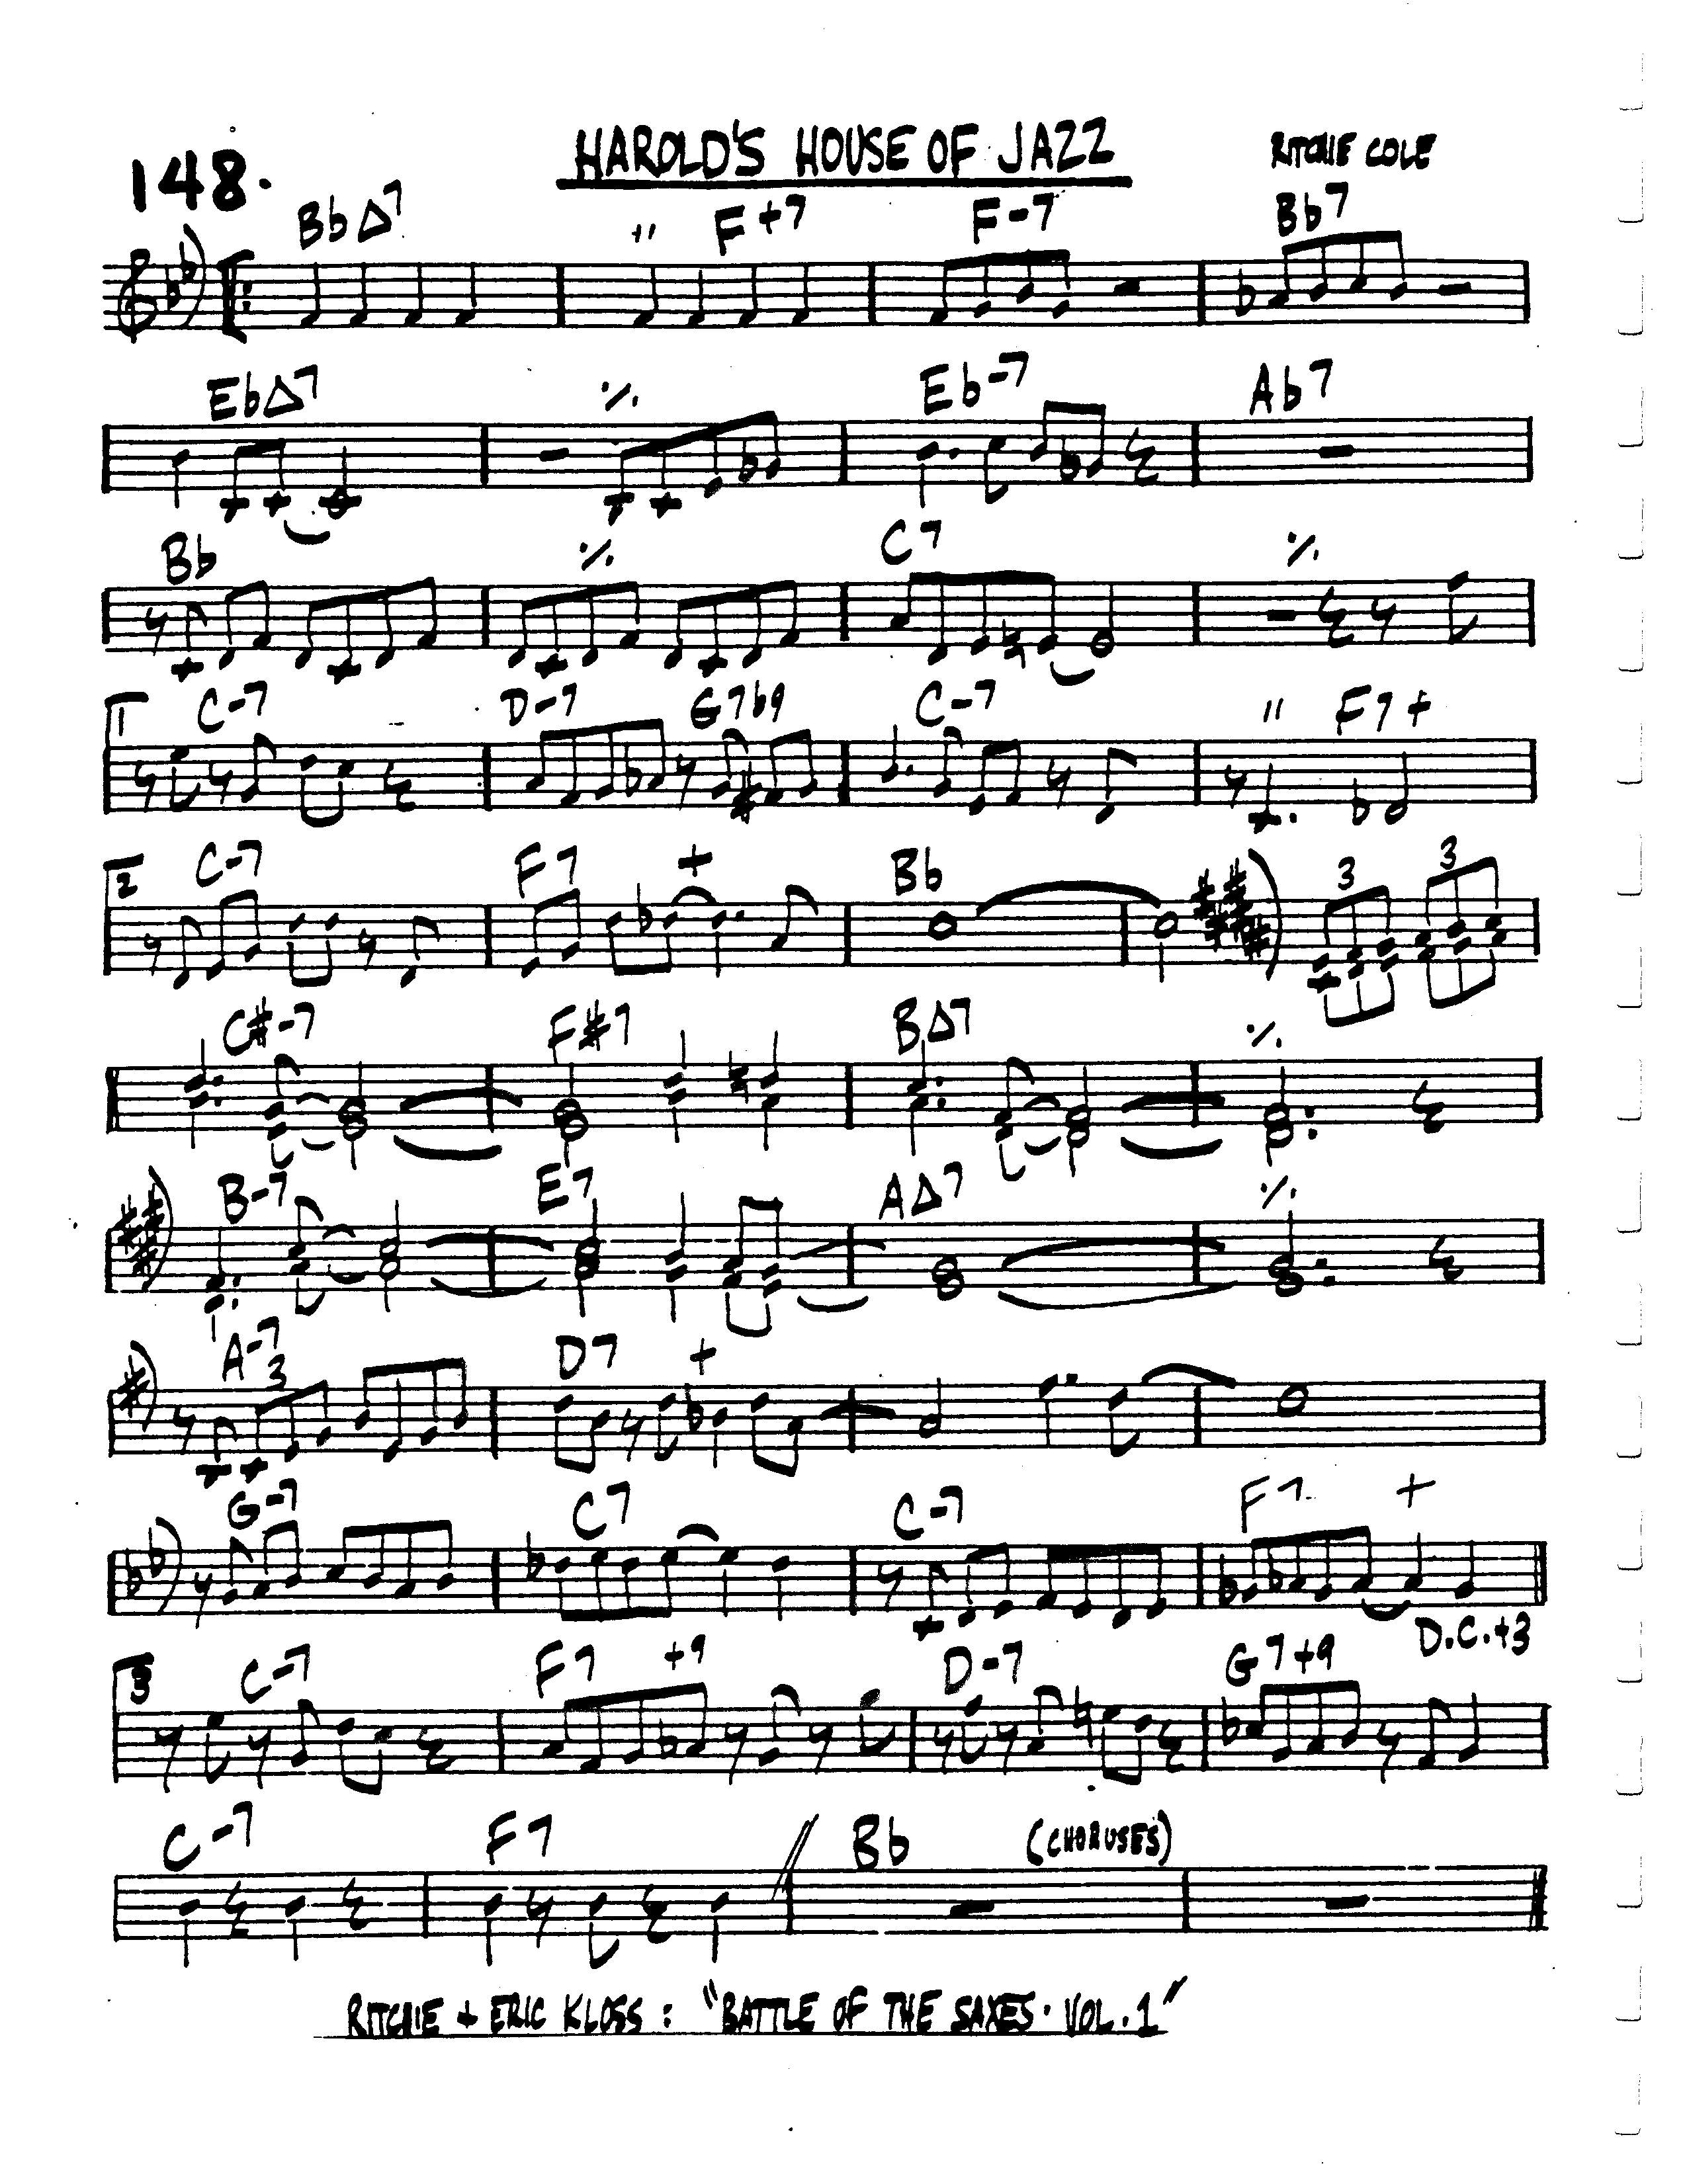 148. HAROLD'S HOUSE OF JAZZ RITCHIE COLE
Bb△7 " F+7 F-7 Bb7
Eb△7 ٪ Eb-7 Ab7
Bb ٪ C7 ٪
1 C-7 D-7 G7b9 C-7 " F7+
2 C-7 F7 + Bb 3 3
C#-7 F#7 B△7 ٪
B-7 E7 A△7 ٪
A-7 3 D7 +
G-7 C7 C-7 F7 +
D.C.+3
3 C-7 F7 +9 D-7 G7+9
C-7 F7 // Bb (CHORUSES)
RITCHIE + ERIC KLOSS: "BATTLE OF THE SAXES· VOL.1"